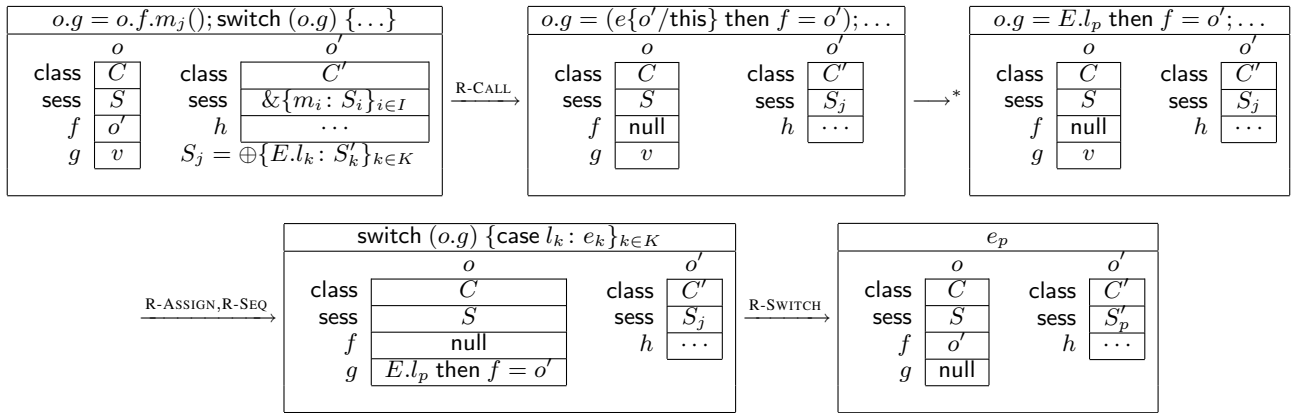 o.g = o.f.m_j(); switch (o.g) {...}
o o′
class C class C′
sess S sess &{m_i : S_i}_{i∈I}
f o′ h ···
g v S_j = ⊕{E.l_k : S′_k}_{k∈K}
R-CALL →
o.g = (e{o′/this} then f = o′); ...
o o′
class C class C′
sess S sess S_j
f null h ···
g v
→*
o.g = E.l_p then f = o′; ...
o o′
class C class C′
sess S sess S_j
f null h ···
g v
R-ASSIGN,R-SEQ →
switch (o.g) {case l_k : e_k}_{k∈K}
o o′
class C class C′
sess S sess S_j
f null h ···
g E.l_p then f = o′
R-SWITCH →
e_p
o o′
class C class C′
sess S sess S′_p
f o′ h ···
g null